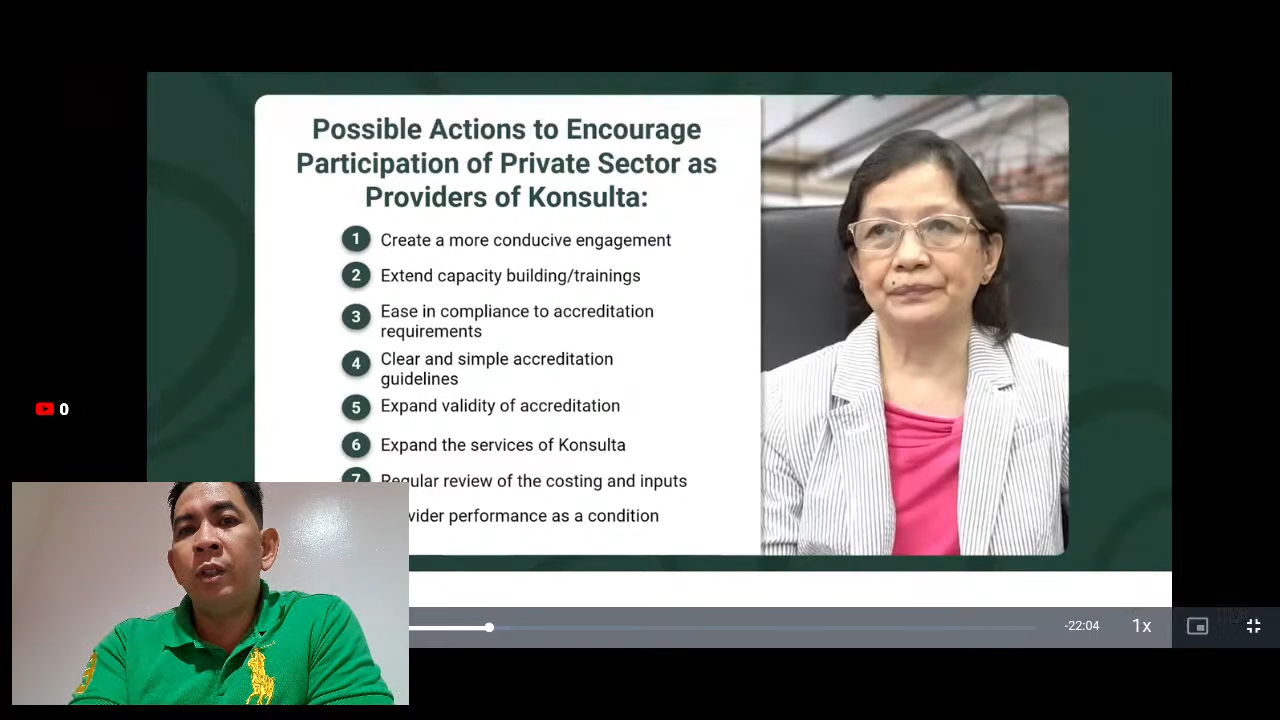 Possible Actions to Encourage
Participation of Private Sector as
Providers of Konsulta:
1 Create a more conducive engagement
2 Extend capacity building/trainings
3 Ease in compliance to accreditation
requirements
4 Clear and simple accreditation
guidelines
5 Expand validity of accreditation
0
6 Expand the services of Konsulta
7 Regular review of the costing and inputs
performance as a condition
-22:04 1x